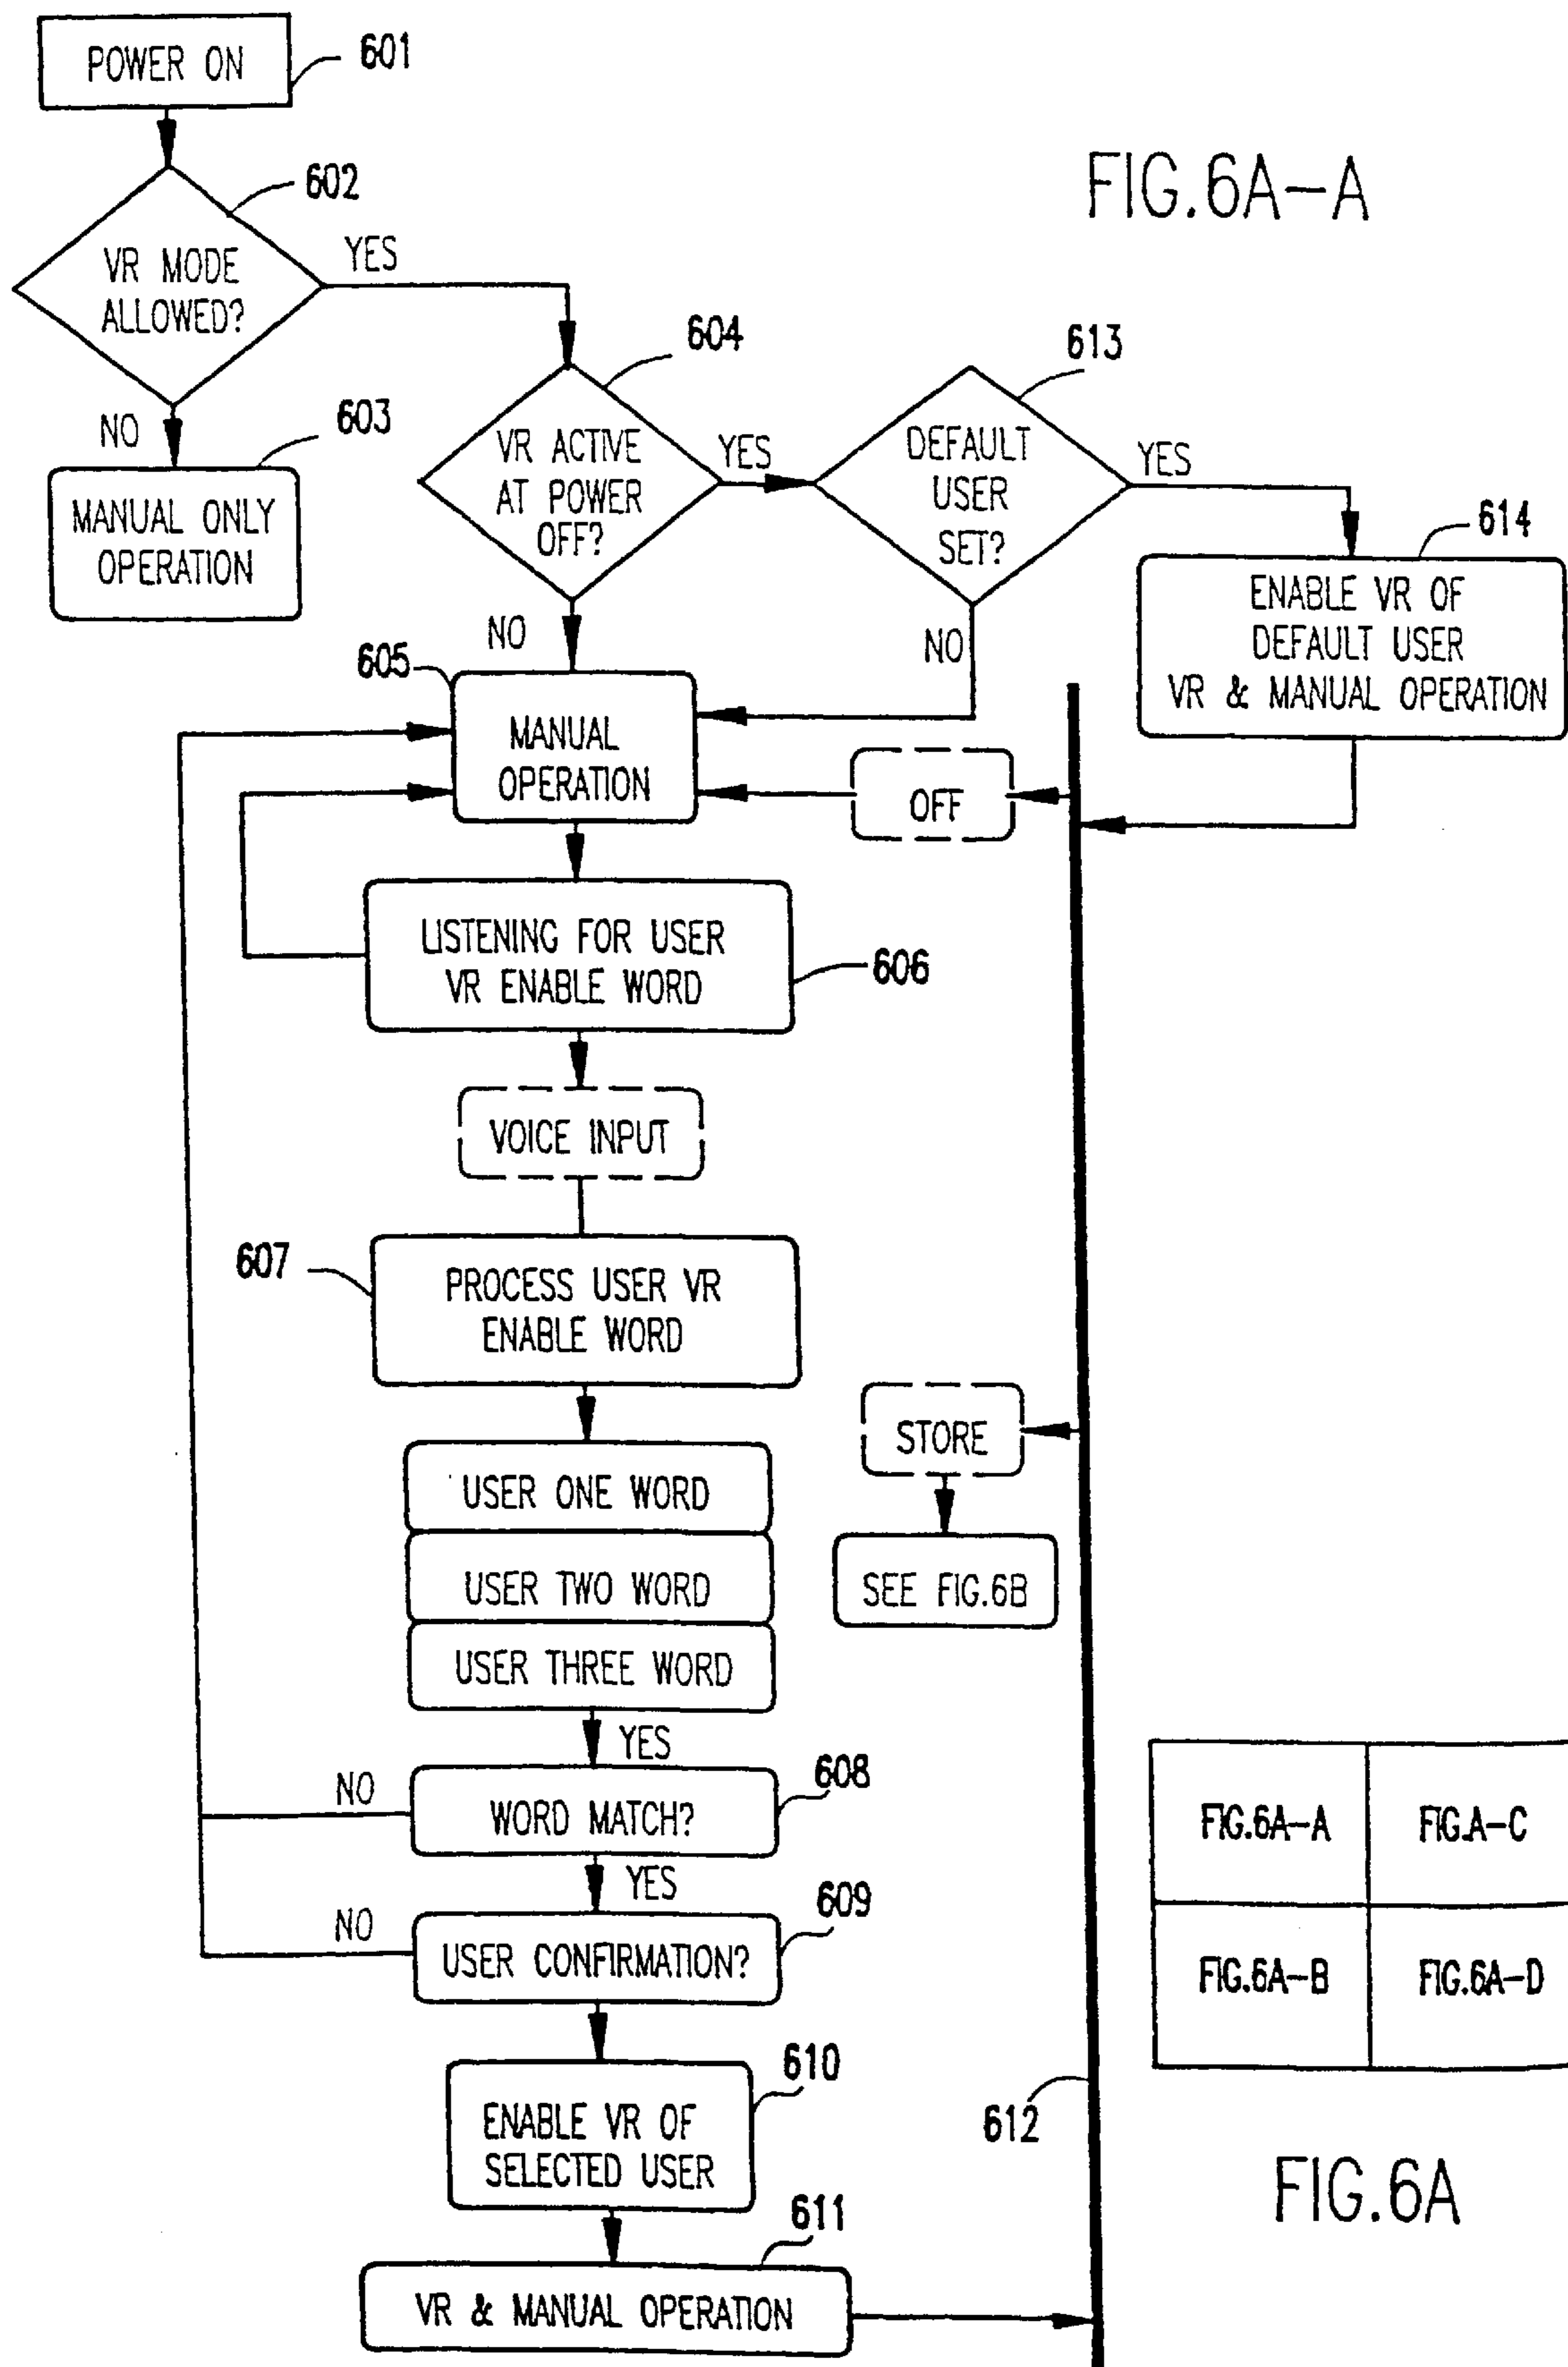 POWER ON
601
FIG.6A-A
602
VR MODE
ALLOWED?
YES
NO
603
MANUAL ONLY
OPERATION
604
VR ACTIVE
AT POWER
OFF?
YES
NO
613
DEFAULT
USER
SET?
YES
NO
614
ENABLE VR OF
DEFAULT USER
VR & MANUAL OPERATION
605
MANUAL
OPERATION
OFF
LISTENING FOR USER
VR ENABLE WORD
606
VOICE INPUT
607
PROCESS USER VR
ENABLE WORD
STORE
SEE FIG.6B
USER ONE WORD
USER TWO WORD
USER THREE WORD
YES
608
WORD MATCH?
NO
YES
609
USER CONFIRMATION?
NO
610
ENABLE VR OF
SELECTED USER
611
VR & MANUAL OPERATION
612
FIG.6A-A
FIG.A-C
FIG.6A-B
FIG.6A-D
FIG.6A